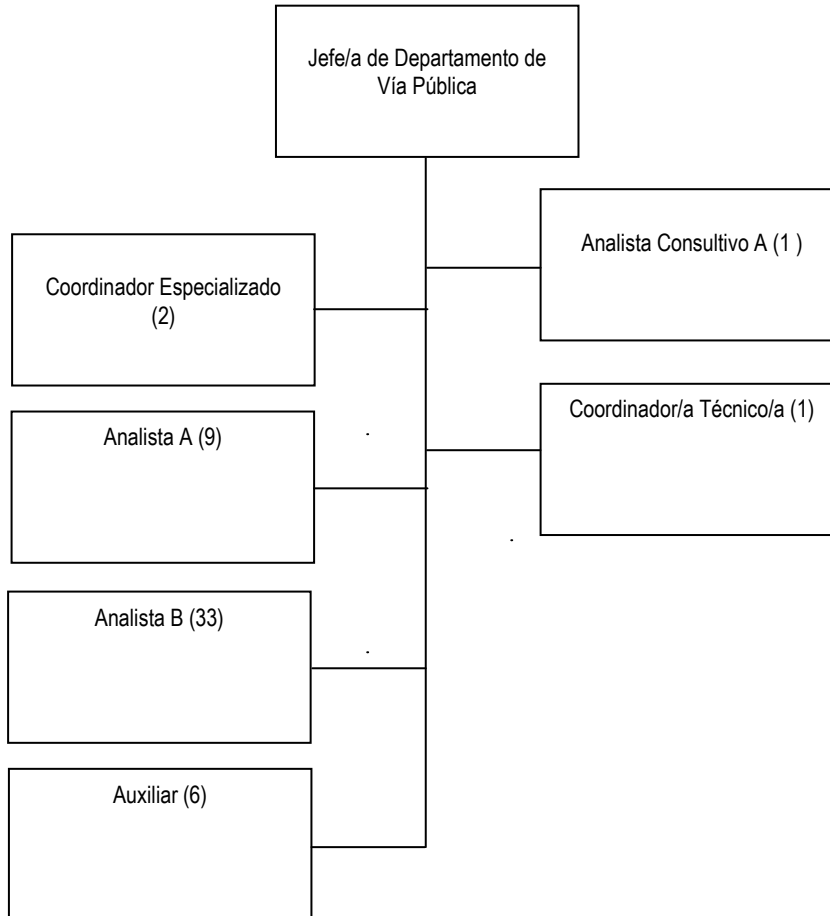 Jefe/a de Departamento de
Vía Pública
Analista Consultivo A (1 )
Coordinador Especializado
(2)
Coordinador/a Técnico/a (1)
Analista A (9)
Analista B (33)
Auxiliar (6)